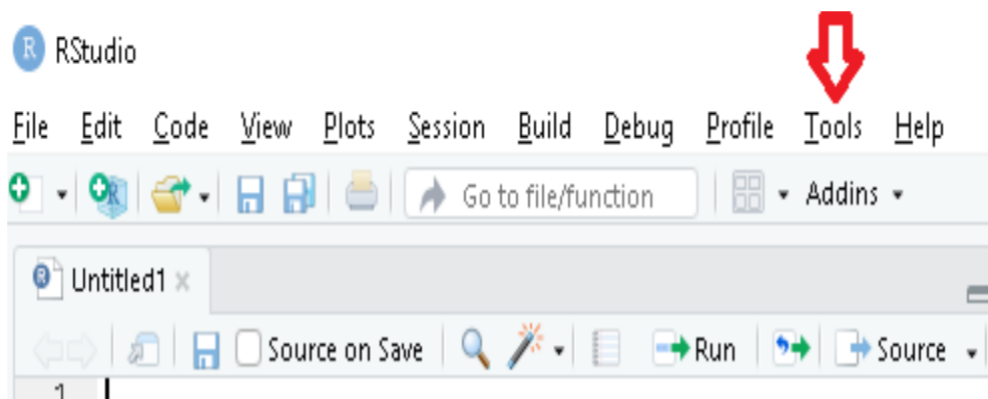 R RStudio
File Edit Code View Plots Session Build Debug Profile Tools Help
Go to file/function Addins
Untitled1
Source on Save Run Source
1